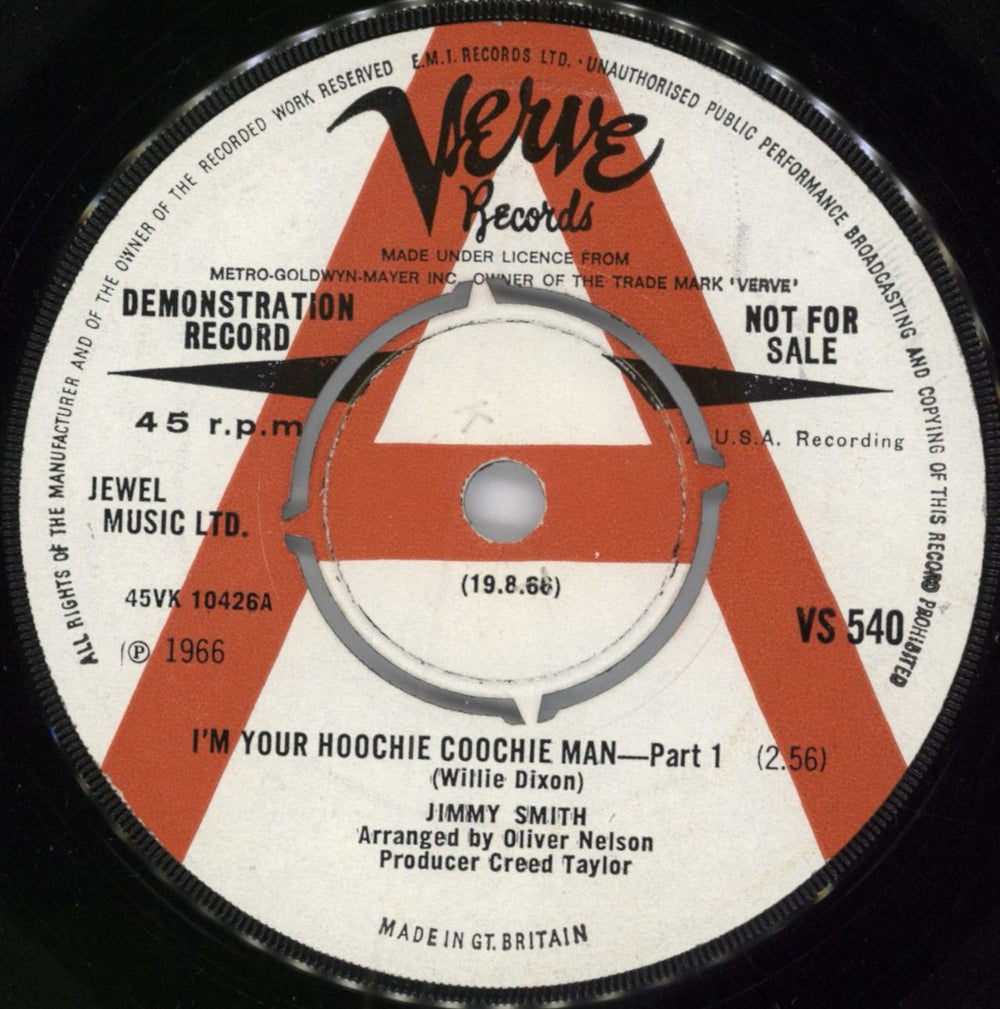 ALL RIGHTS OF THE MANUFACTURER AND OF THE OWNER OF THE RECORDED WORK RESERVED E.M.I. RECORDS LTD. · UNAUTHORISED PUBLIC PERFORMANCE BROADCASTING AND COPYING OF THIS RECORD PROHIBITED
Verve
Records
MADE UNDER LICENCE FROM
METRO-GOLDWYN-MAYER INC. OWNER OF THE TRADE MARK 'VERVE'
DEMONSTRATION
RECORD
NOT FOR
SALE
45 r.p.m
A U.S.A. Recording
JEWEL
MUSIC LTD.
(19.8.66)
45VK 10426A
VS 540
℗ 1966
I'M YOUR HOOCHIE COOCHIE MAN—Part 1 (2.56)
(Willie Dixon)
JIMMY SMITH
Arranged by Oliver Nelson
Producer Creed Taylor
MADE IN GT. BRITAIN
A